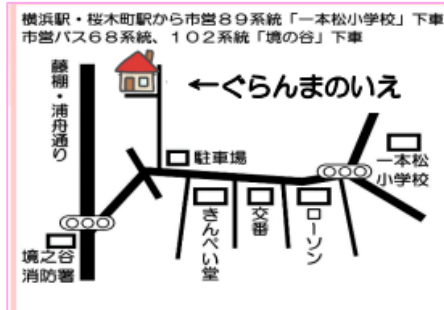 横浜駅・桜木町駅から市営８９系統「一本松小学校」下車
市営バス６８系統、１０２系統「境の谷」下車
藤棚・浦舟通り
←ぐらんまのいえ
駐車場
一本松
小学校
きんぺい堂
交番
ローソン
境之谷
消防署